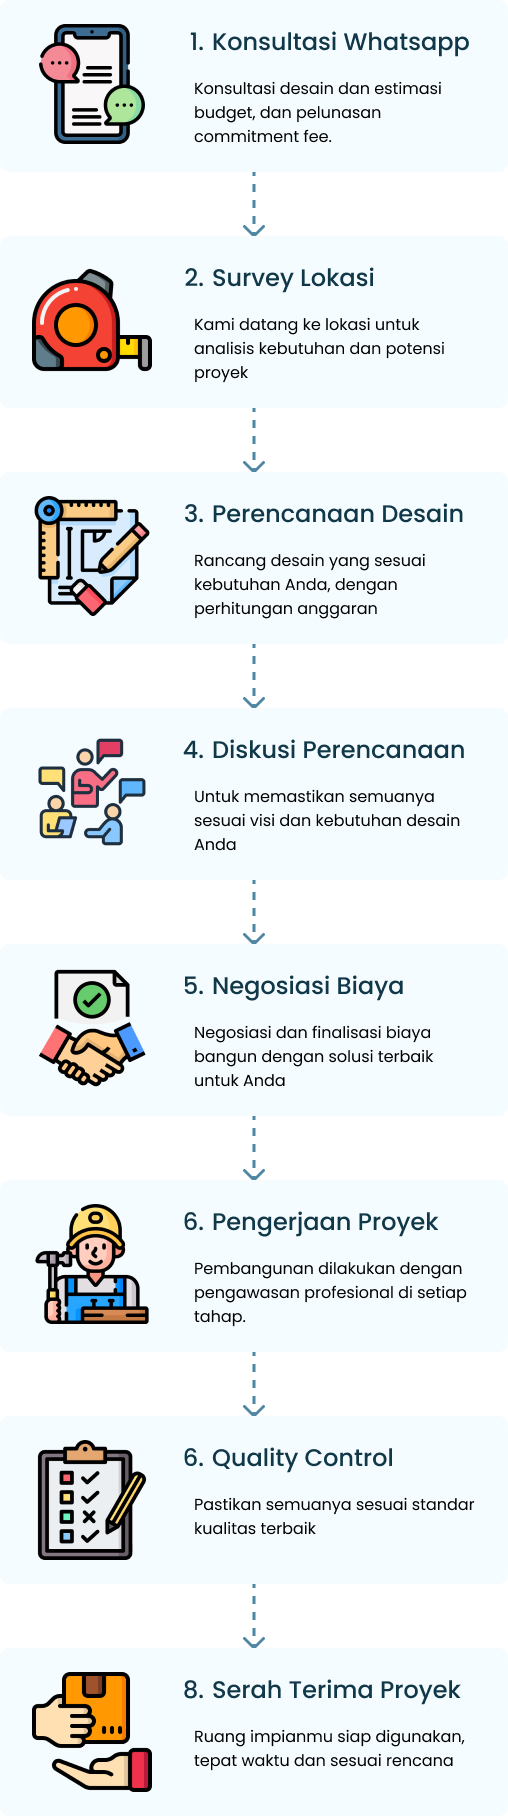 1. Konsultasi Whatsapp
Konsultasi desain dan estimasi
budget, dan pelunasan
commitment fee.
2. Survey Lokasi
Kami datang ke lokasi untuk
analisis kebutuhan dan potensi
proyek
3. Perencanaan Desain
Rancang desain yang sesuai
kebutuhan Anda, dengan
perhitungan anggaran
4. Diskusi Perencanaan
Untuk memastikan semuanya
sesuai visi dan kebutuhan desain
Anda
5. Negosiasi Biaya
Negosiasi dan finalisasi biaya
bangun dengan solusi terbaik
untuk Anda
6. Pengerjaan Proyek
Pembangunan dilakukan dengan
pengawasan profesional di setiap
tahap.
6. Quality Control
Pastikan semuanya sesuai standar
kualitas terbaik
8. Serah Terima Proyek
Ruang impianmu siap digunakan,
tepat waktu dan sesuai rencana